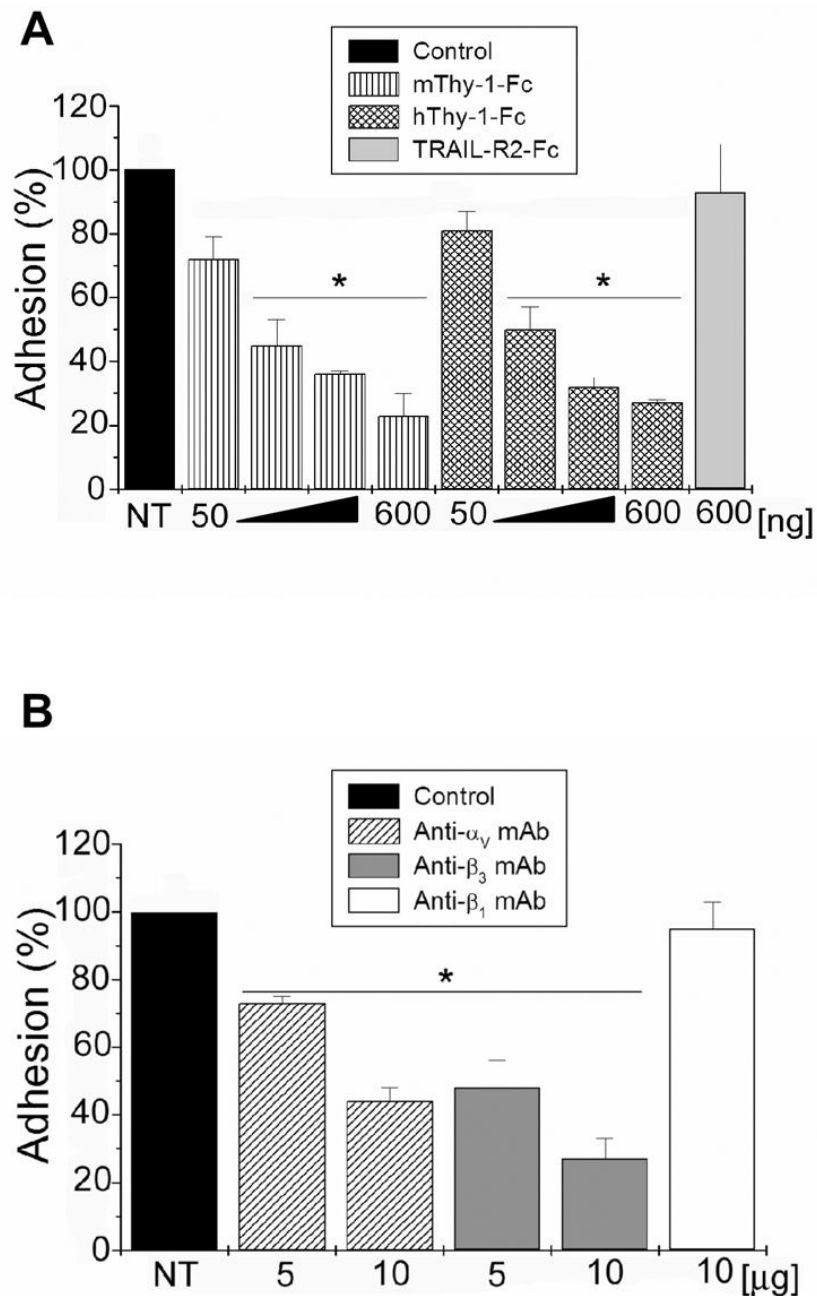 A
Control
mThy-1-Fc
hThy-1-Fc
TRAIL-R2-Fc
120
100
80
60
40
20
0
Adhesion (%)
*
*
NT 50 600 50 600 600 [ng]
B
Control
Anti-αV mAb
Anti-β3 mAb
Anti-β1 mAb
120
100
80
60
40
20
0
Adhesion (%)
*
NT 5 10 5 10 10 [μg]